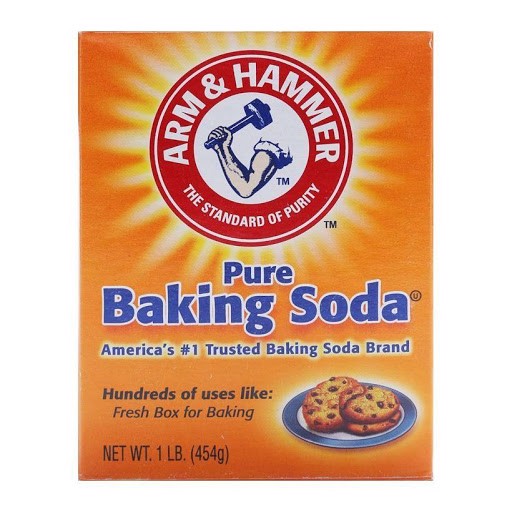 ARM & HAMMER
TM
THE STANDARD OF PURITY
TM
Pure
Baking Soda Ⓤ
America's #1 Trusted Baking Soda Brand
Hundreds of uses like:
Fresh Box for Baking
NET WT. 1 LB. (454g)